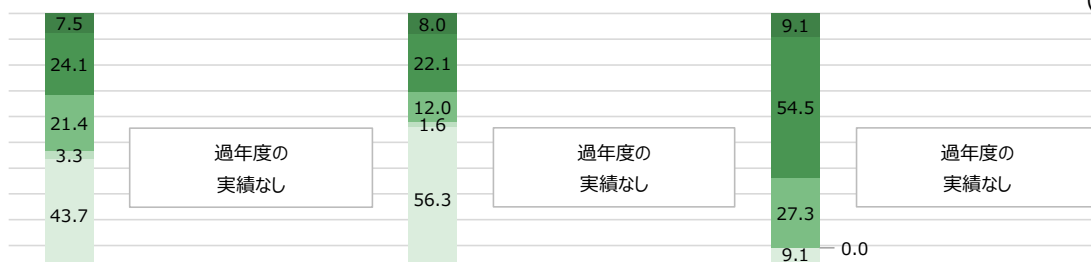 7.5
24.1
21.4
3.3
43.7
過年度の
実績なし
8.0
22.1
12.0
1.6
56.3
過年度の
実績なし
9.1
54.5
27.3
9.1
0.0
過年度の
実績なし